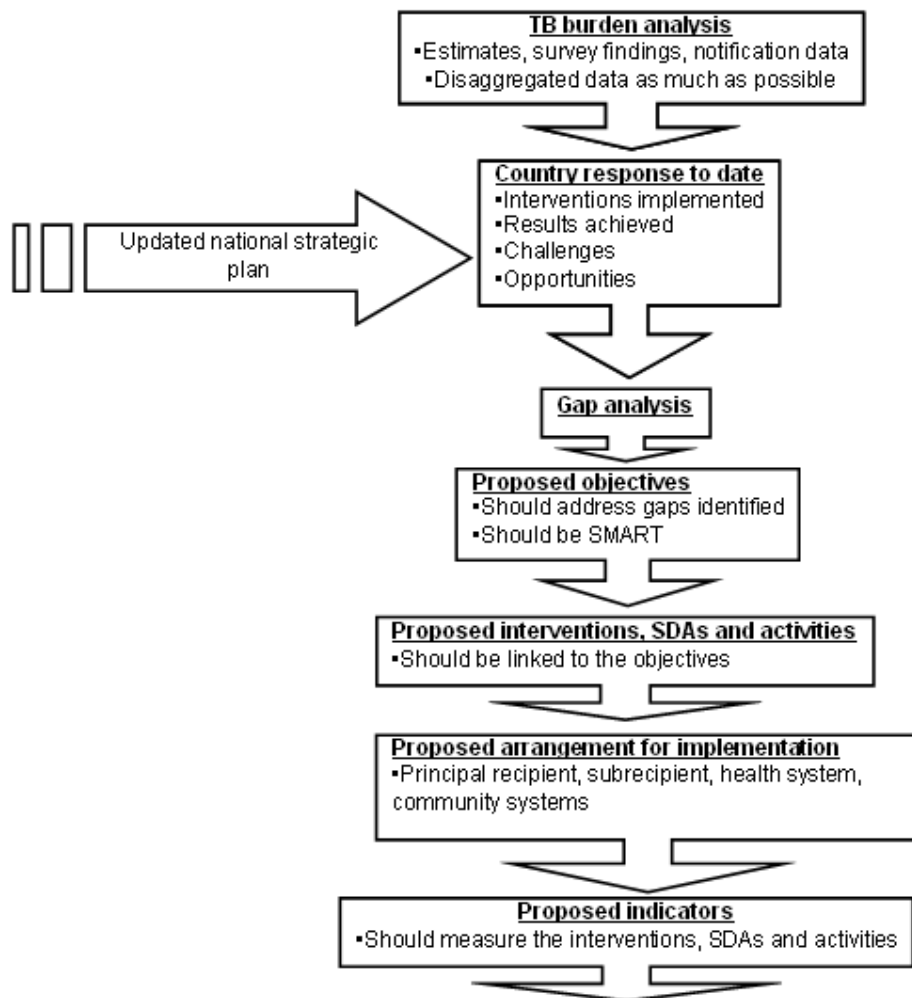 TB burden analysis
▪Estimates, survey findings, notification data
▪Disaggregated data as much as possible
Country response to date
▪Interventions implemented
▪Results achieved
▪Challenges
▪Opportunities
Updated national strategic
plan
Gap analysis
Proposed objectives
▪Should address gaps identified
▪Should be SMART
Proposed interventions, SDAs and activities
▪Should be linked to the objectives
Proposed arrangement for implementation
▪Principal recipient, subrecipient, health system,
community systems
Proposed indicators
▪Should measure the interventions, SDAs and activities